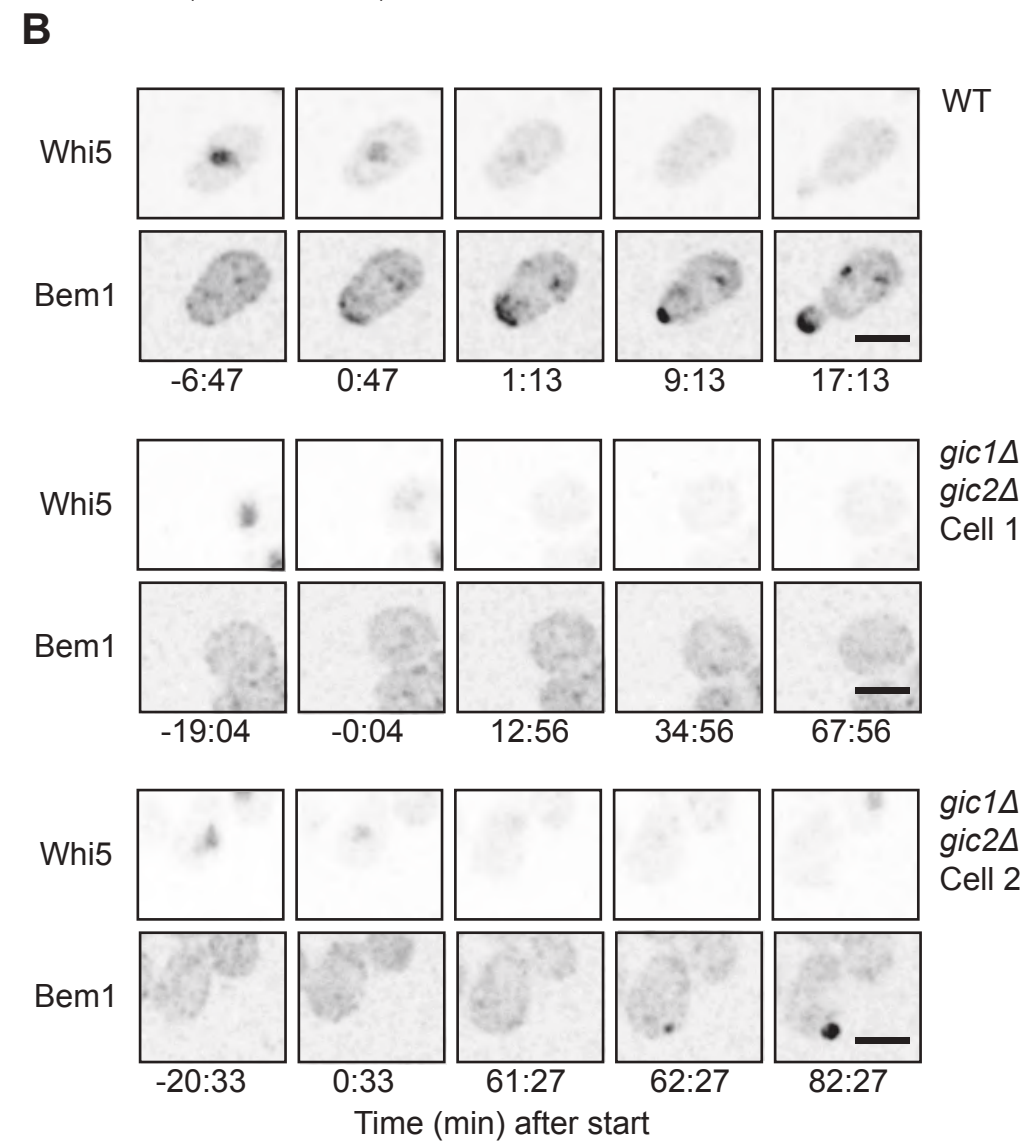 B
WT
Whi5
Bem1
-6:47 0:47 1:13 9:13 17:13
gic1Δ
gic2Δ
Cell 1
Whi5
Bem1
-19:04 -0:04 12:56 34:56 67:56
gic1Δ
gic2Δ
Cell 2
Whi5
Bem1
-20:33 0:33 61:27 62:27 82:27
Time (min) after start